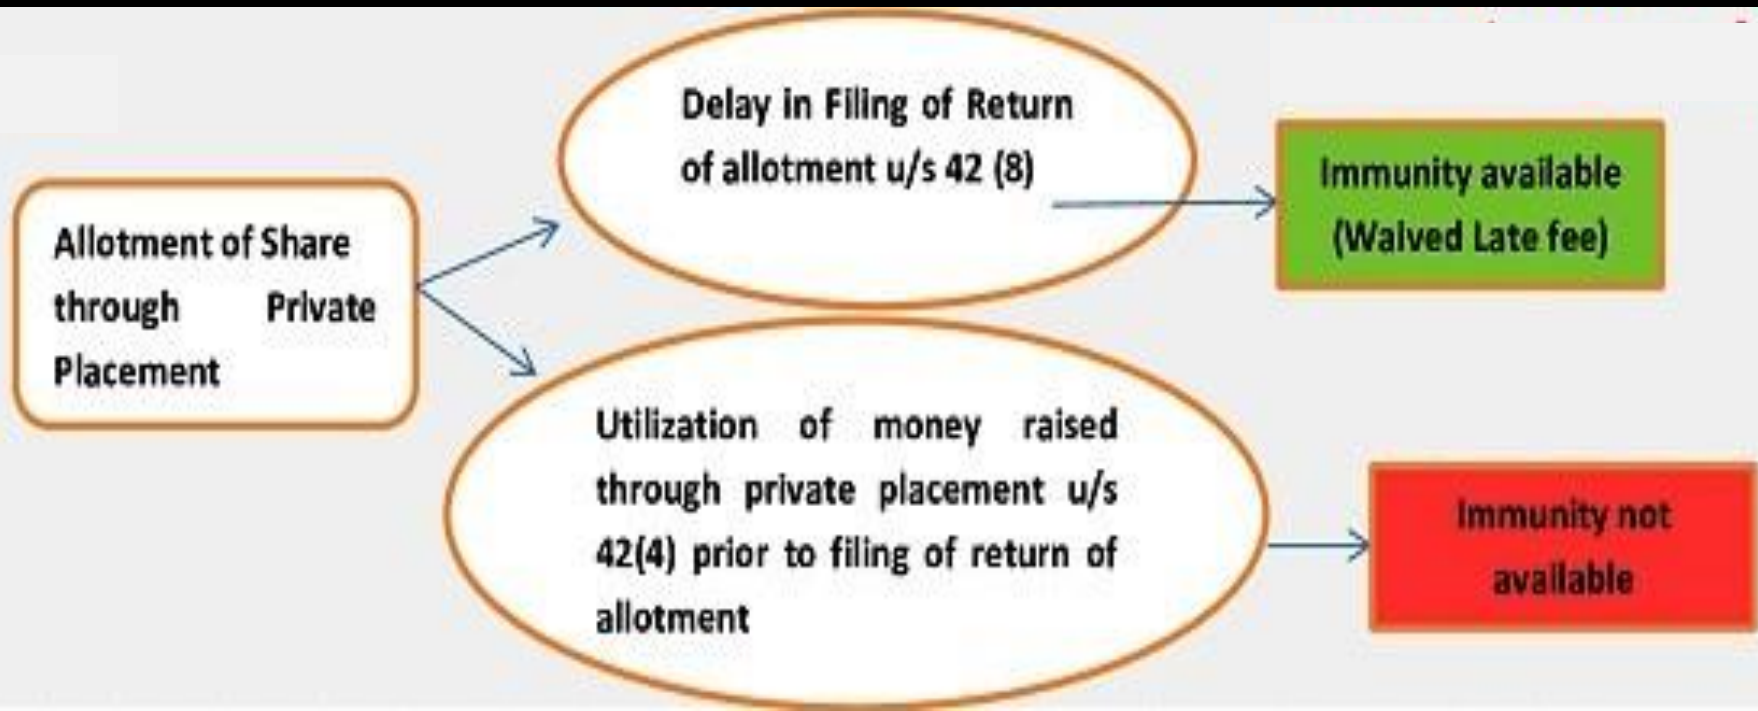 Allotment of Share
through Private
Placement
Delay in Filing of Return
of allotment u/s 42 (8)
Immunity available
(Waived Late fee)
Utilization of money raised
through private placement u/s
42(4) prior to filing of return of
allotment
Immunity not
available